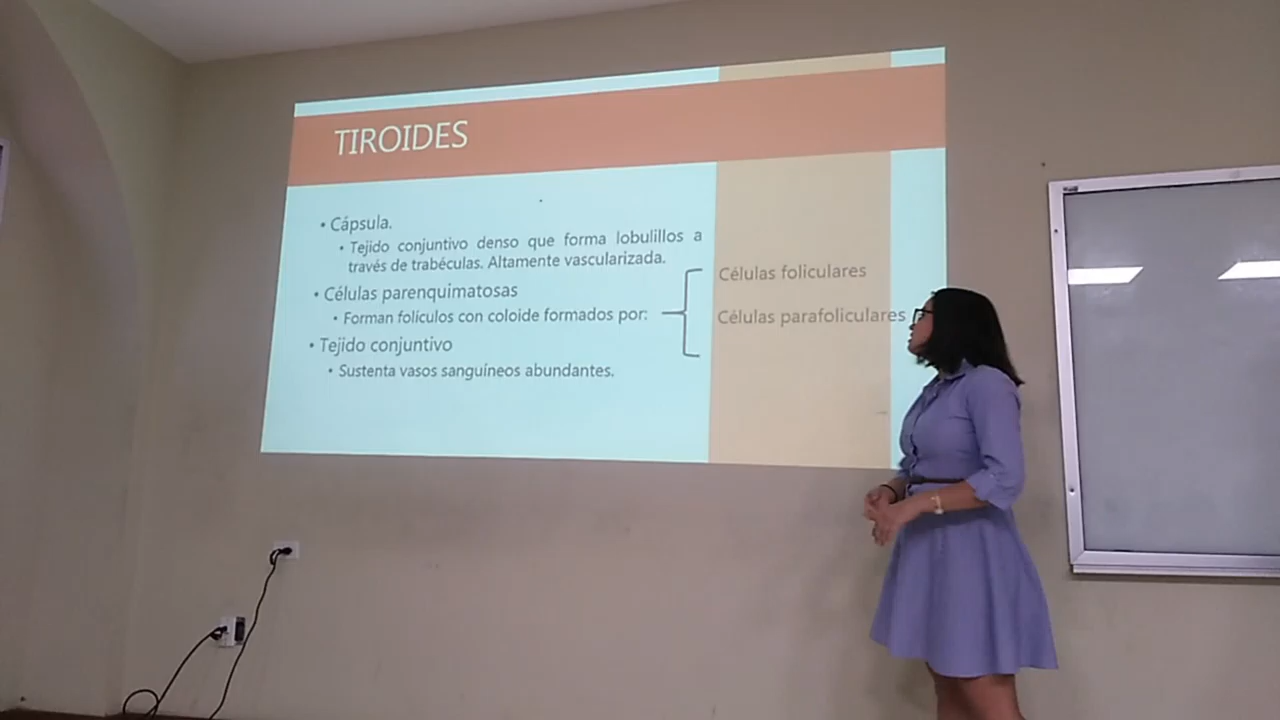 TIROIDES
• Cápsula.
• Tejido conjuntivo denso que forma lobulillos a
través de trabéculas. Altamente vascularizada.
• Células parenquimatosas
• Forman folículos con coloide formados por:
Células foliculares
Células parafoliculares
• Tejido conjuntivo
• Sustenta vasos sanguíneos abundantes.